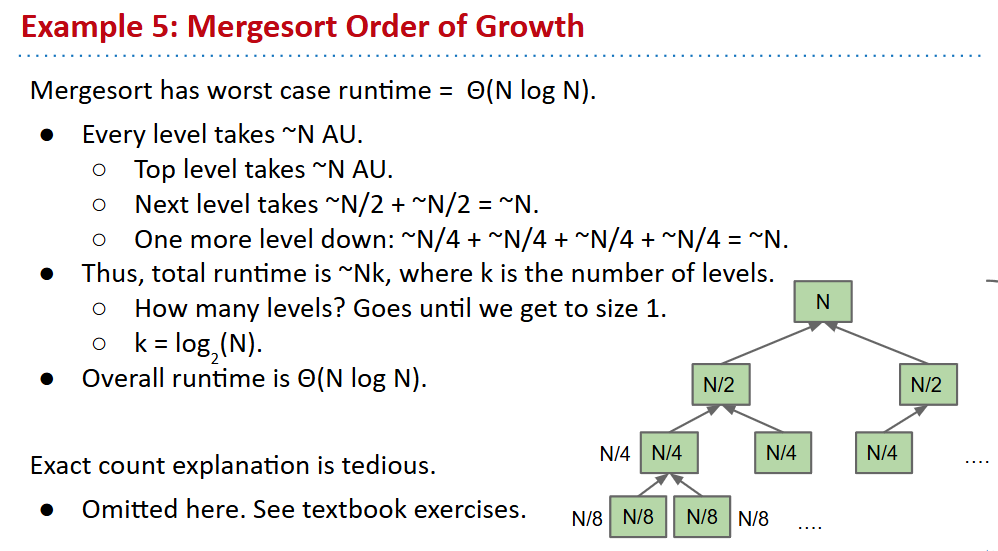 Example 5: Mergesort Order of Growth
Mergesort has worst case runtime = Θ(N log N).
● Every level takes ~N AU.
○ Top level takes ~N AU.
○ Next level takes ~N/2 + ~N/2 = ~N.
○ One more level down: ~N/4 + ~N/4 + ~N/4 + ~N/4 = ~N.
● Thus, total runtime is ~Nk, where k is the number of levels.
○ How many levels? Goes until we get to size 1.
○ k = log₂(N).
● Overall runtime is Θ(N log N).
Exact count explanation is tedious.
● Omitted here. See textbook exercises.
N
N/2 N/2
N/4 N/4 N/4 N/4 ....
N/8 N/8 N/8 N/8 ....